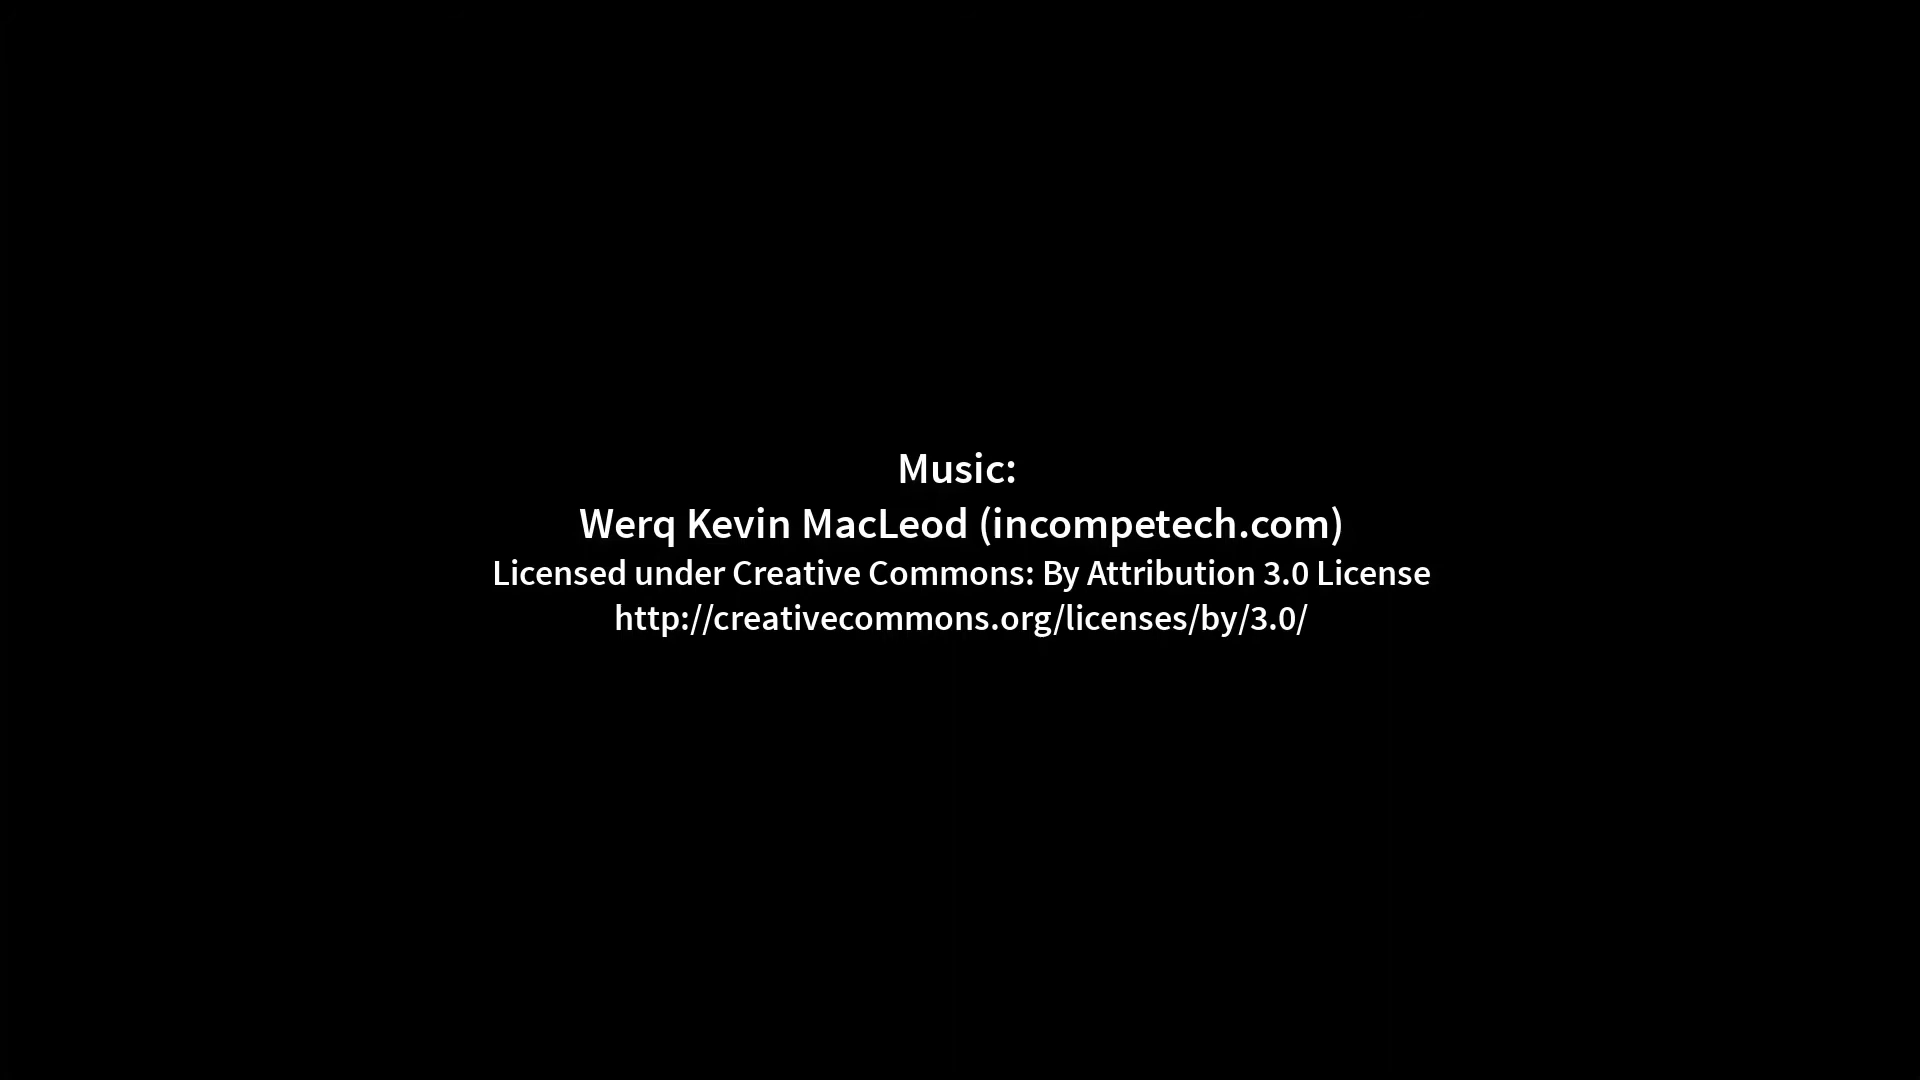 Music:
Werq Kevin MacLeod (incompetech.com)
Licensed under Creative Commons: By Attribution 3.0 License
http://creativecommons.org/licenses/by/3.0/